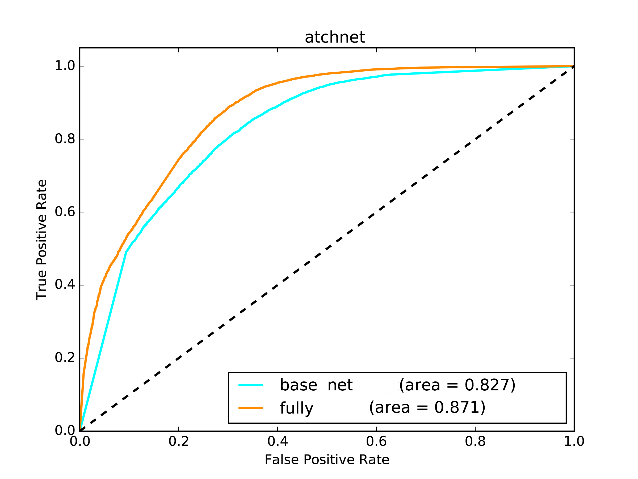 atchnet
1.0
0.8
0.6
0.4
0.2
0.0
True Positive Rate
base net (area = 0.827)
fully (area = 0.871)
0.0 0.2 0.4 0.6 0.8 1.0
False Positive Rate